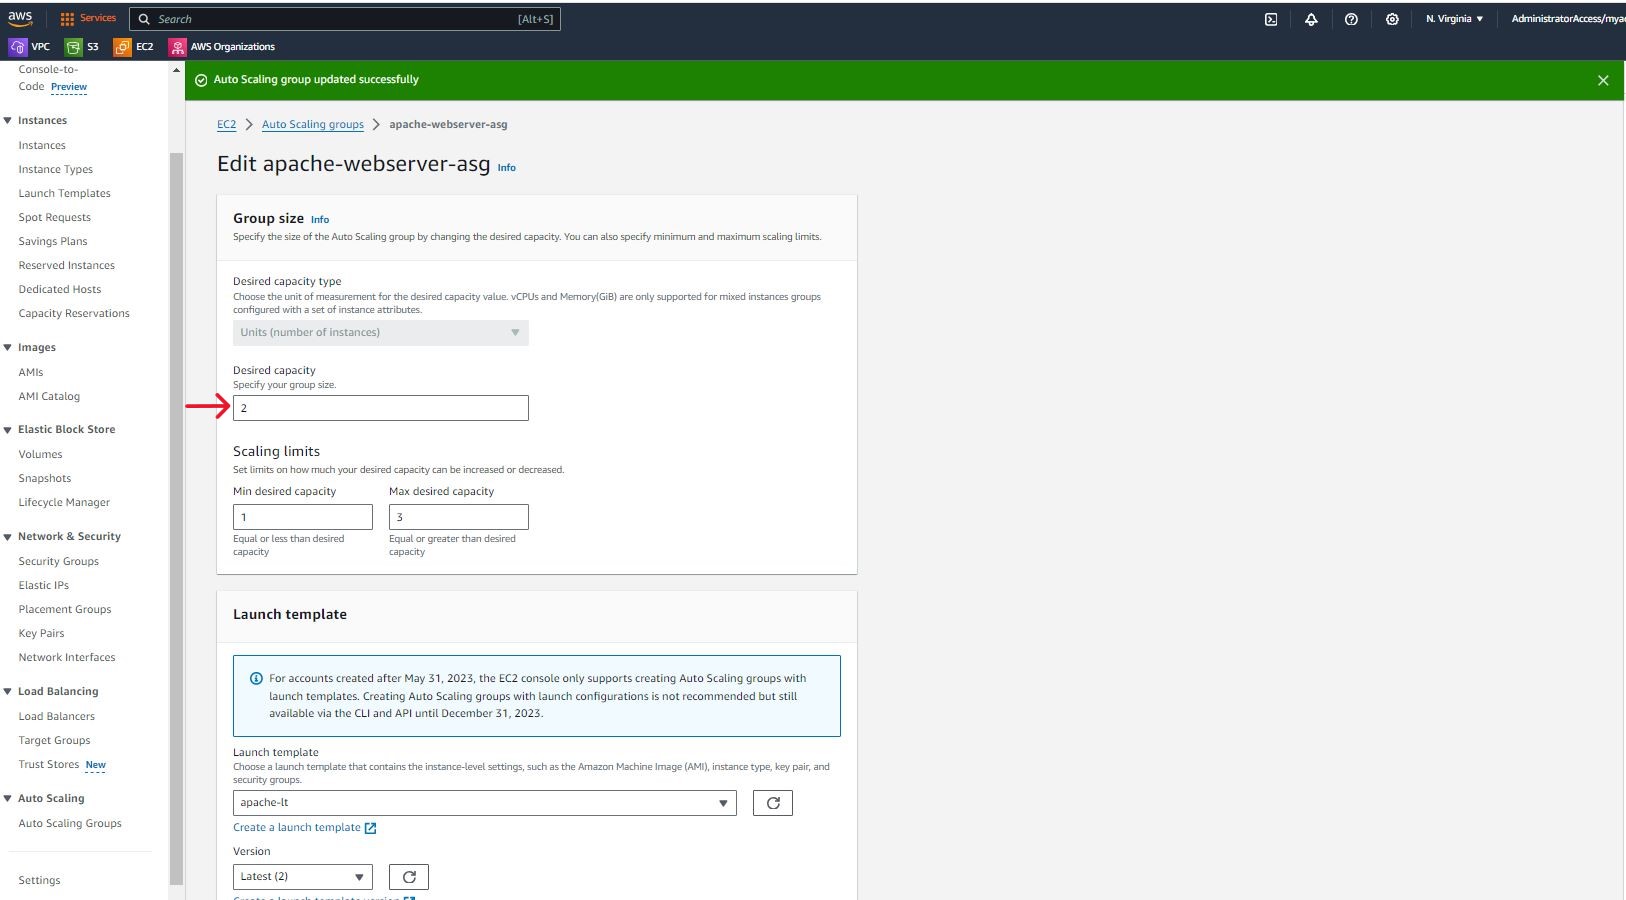 aws
Services
Search
[Alt+S]
N. Virginia
AdministratorAccess/myac
VPC
S3
EC2
AWS Organizations
Console-to-
Code Preview
Instances
Instances
Instance Types
Launch Templates
Spot Requests
Savings Plans
Reserved Instances
Dedicated Hosts
Capacity Reservations
Images
AMIs
AMI Catalog
Elastic Block Store
Volumes
Snapshots
Lifecycle Manager
Network & Security
Security Groups
Elastic IPs
Placement Groups
Key Pairs
Network Interfaces
Load Balancing
Load Balancers
Target Groups
Trust Stores New
Auto Scaling
Auto Scaling Groups
Settings
Auto Scaling group updated successfully
EC2 > Auto Scaling groups > apache-webserver-asg
Edit apache-webserver-asg Info
Group size Info
Specify the size of the Auto Scaling group by changing the desired capacity. You can also specify minimum and maximum scaling limits.
Desired capacity type
Choose the unit of measurement for the desired capacity value. vCPUs and Memory(GiB) are only supported for mixed instances groups
configured with a set of instance attributes.
Units (number of instances)
Desired capacity
Specify your group size.
2
Scaling limits
Set limits on how much your desired capacity can be increased or decreased.
Min desired capacity
Max desired capacity
1
3
Equal or less than desired
capacity
Equal or greater than desired
capacity
Launch template
For accounts created after May 31, 2023, the EC2 console only supports creating Auto Scaling groups with
launch templates. Creating Auto Scaling groups with launch configurations is not recommended but still
available via the CLI and API until December 31, 2023.
Launch template
Choose a launch template that contains the instance-level settings, such as the Amazon Machine Image (AMI), instance type, key pair, and
security groups.
apache-lt
Create a launch template
Version
Latest (2)
Create a launch template version